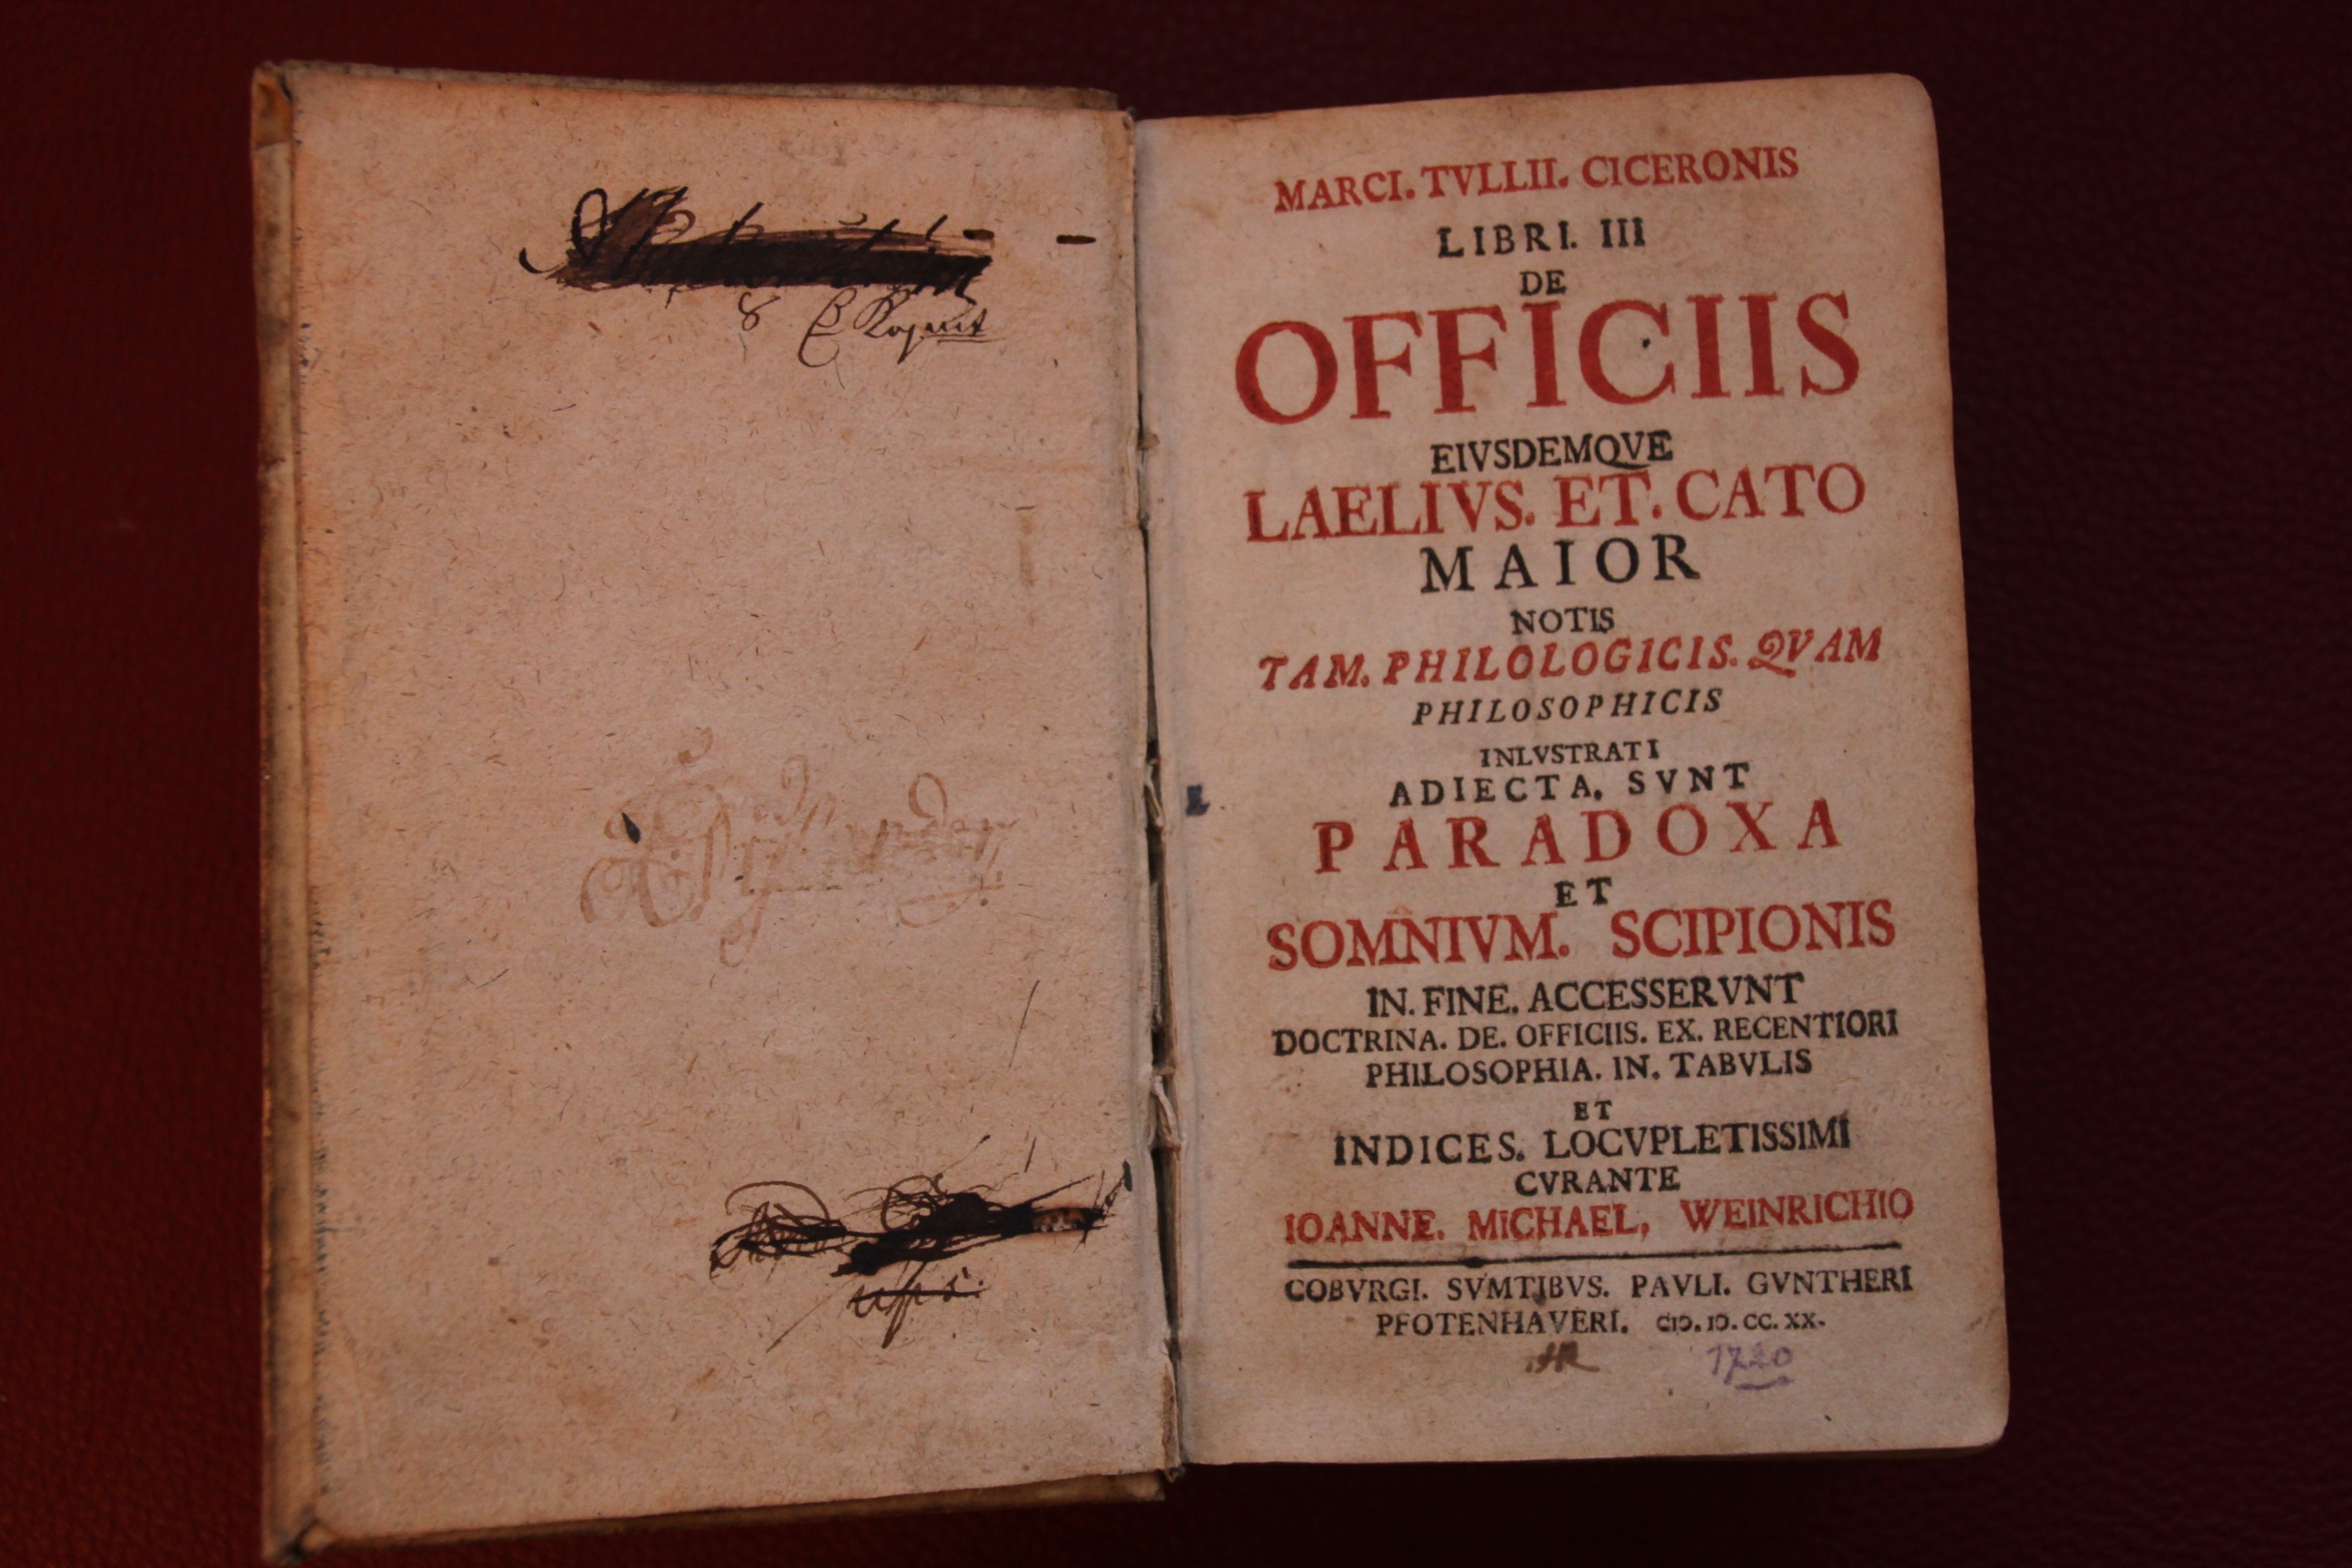 8
MARCI. TVLLII. CICERONIS
LIBRI. III
DE
OFFICIIS
EIVSDEMQVE
LAELIVS. ET. CATO
MAIOR
NOTIS
TAM. PHILOLOGICIS. QVAM
PHILOSOPHICIS
INLVSTRATI
ADIECTA. SVNT
PARADOXA
ET
SOMNIVM. SCIPIONIS
IN. FINE. ACCESSERVNT
DOCTRINA. DE. OFFICIIS. EX. RECENTIORI
PHILOSOPHIA. IN. TABVLIS
ET
INDICES. LOCVPLETISSIMI
CVRANTE
IOANNE. MICHAEL, WEINRICHIO
COBVRGI. SVMTIBVS. PAVLI. GVNTHERI
PFOTENHAVERI. CIↃ. IↃ. CC. XX.
1720